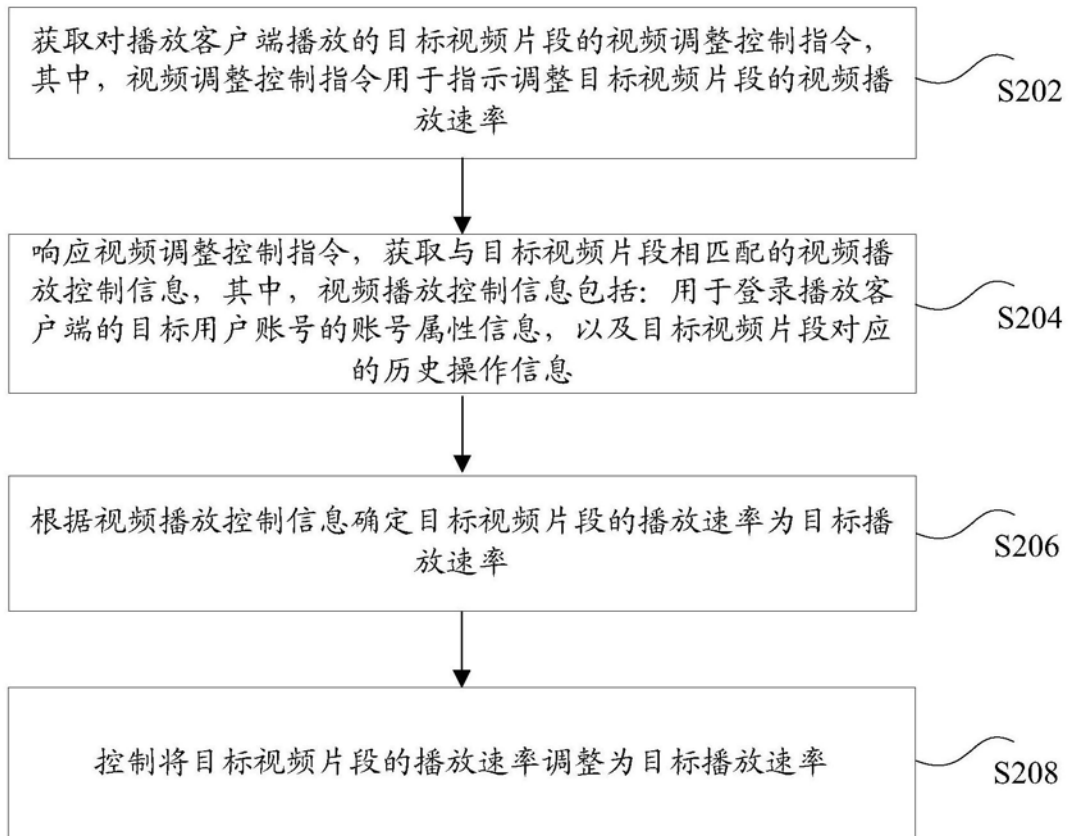 获取对播放客户端播放的目标视频片段的视频调整控制指令，
其中，视频调整控制指令用于指示调整目标视频片段的视频播
放速率
S202
响应视频调整控制指令，获取与目标视频片段相匹配的视频播
放控制信息，其中，视频播放控制信息包括：用于登录播放客
户端的目标用户账号的账号属性信息，以及目标视频片段对应
的历史操作信息
S204
根据视频播放控制信息确定目标视频片段的播放速率为目标播
放速率
S206
控制将目标视频片段的播放速率调整为目标播放速率
S208